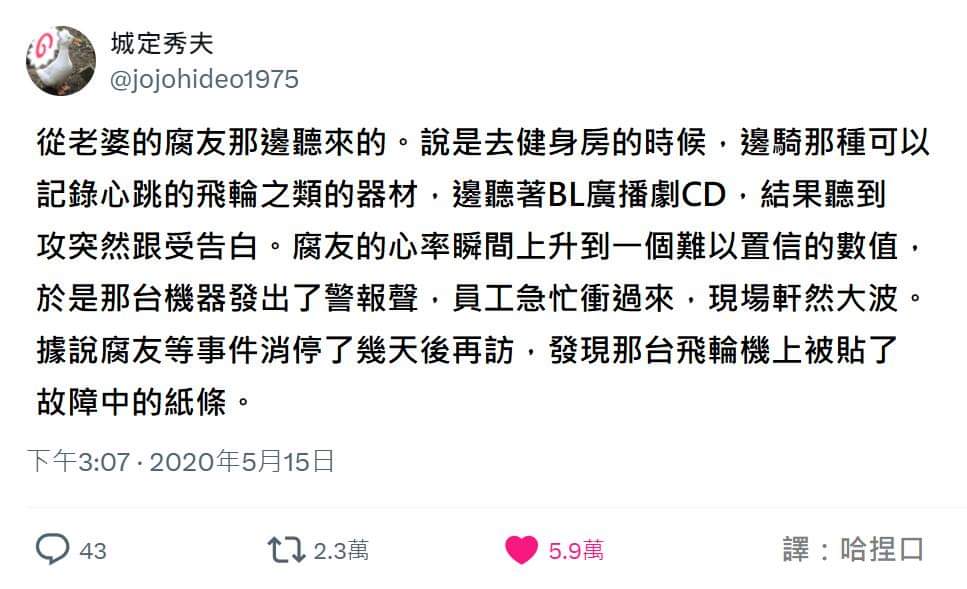 城定秀夫
@jojohideo1975
從老婆的腐友那邊聽來的。說是去健身房的時候，邊騎那種可以
記錄心跳的飛輪之類的器材，邊聽著BL廣播劇CD，結果聽到
攻突然跟受告白。腐友的心率瞬間上升到一個難以置信的數值，
於是那台機器發出了警報聲，員工急忙衝過來，現場軒然大波。
據說腐友等事件消停了幾天後再訪，發現那台飛輪機上被貼了
故障中的紙條。
下午3:07 · 2020年5月15日
43 2.3萬 5.9萬 譯：哈捏口